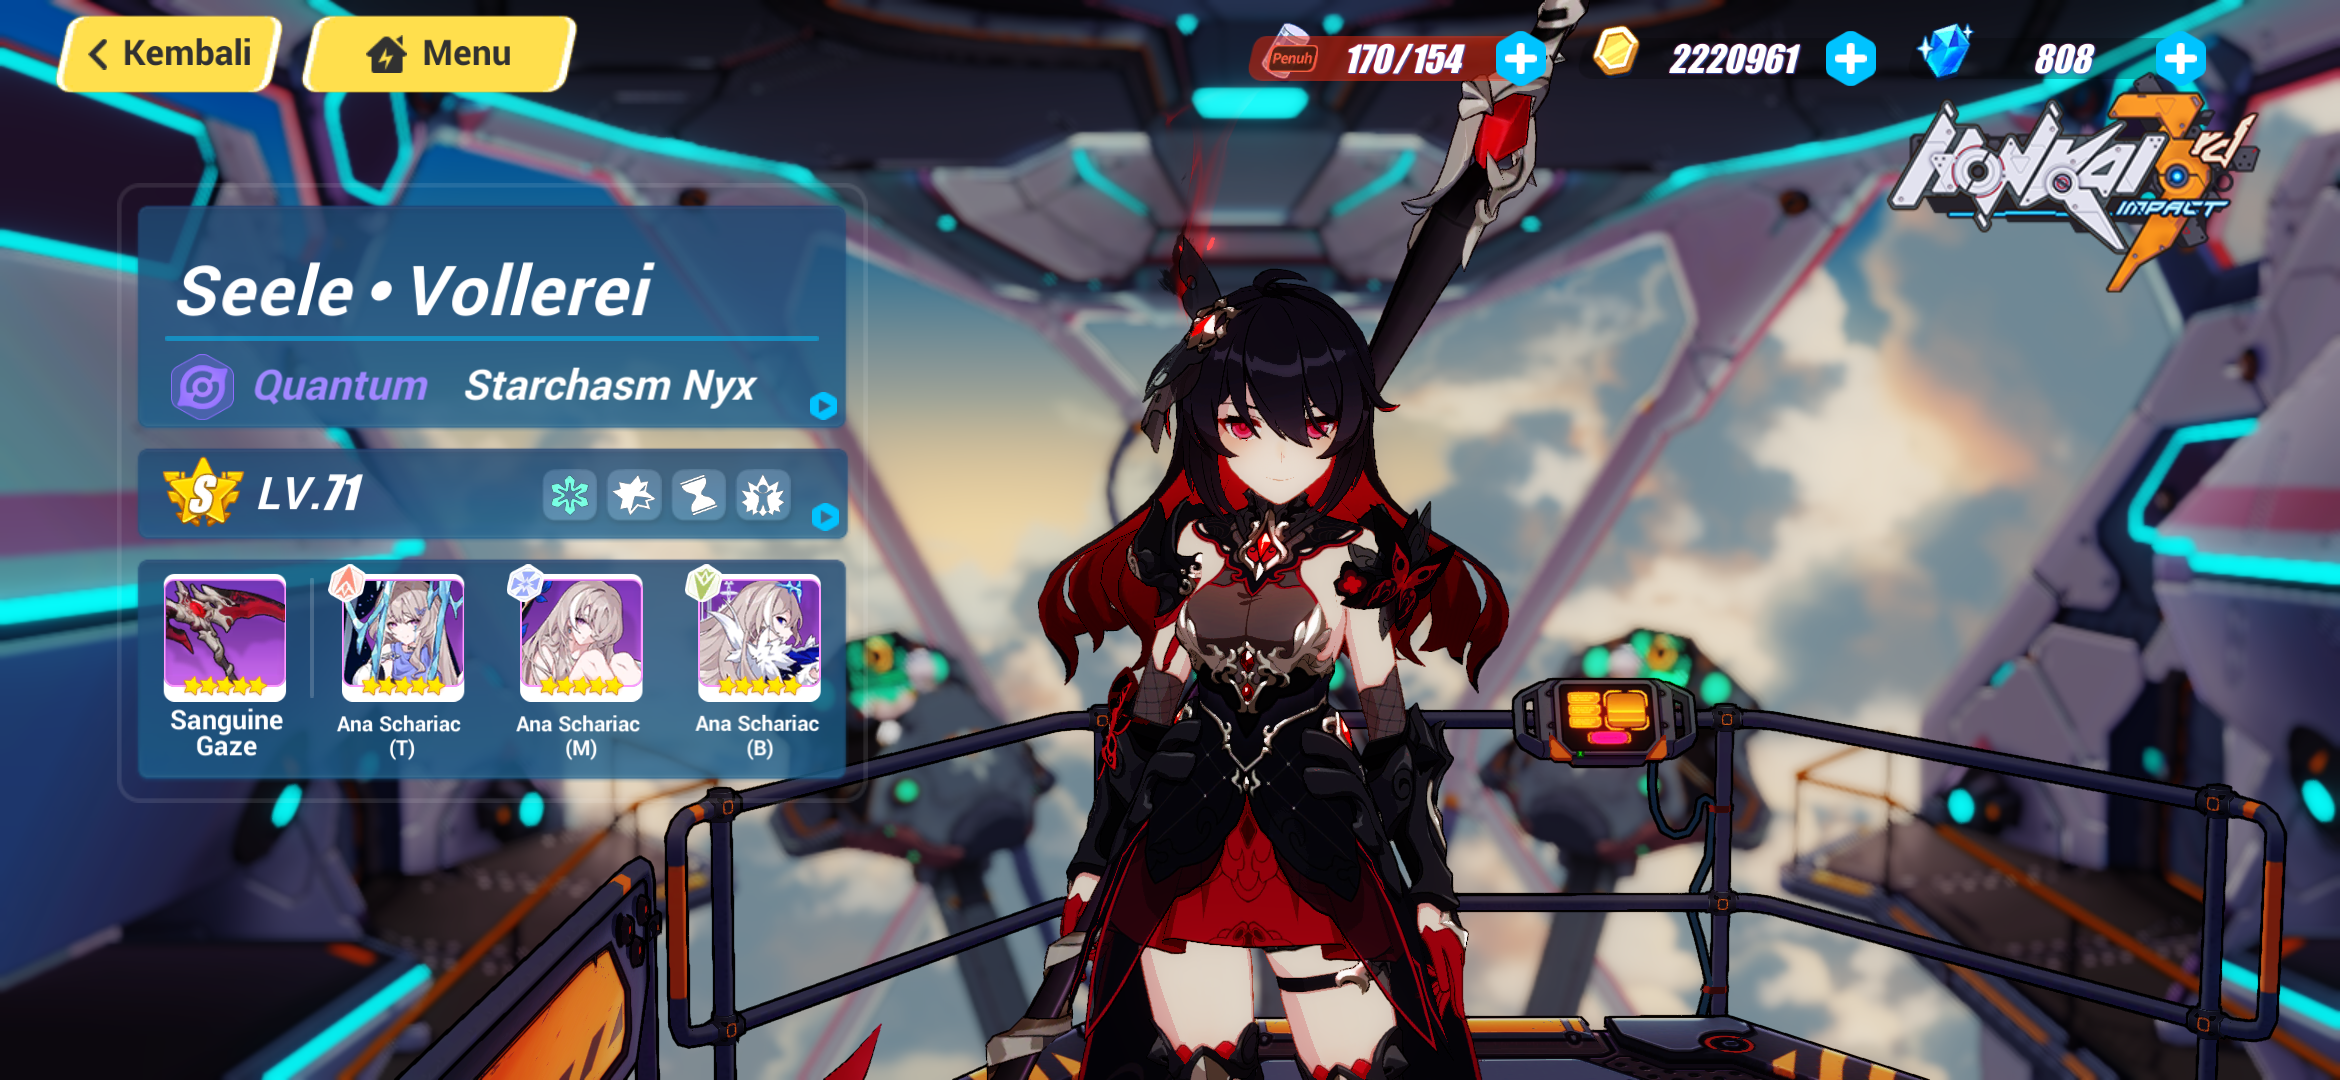 Kembali
Menu
Penuh
170/154
2220961
808
HONKAI 3rd
IMPACT
Seele•Vollerei
Quantum
Starchasm Nyx
S
LV.71
Sanguine
Gaze
Ana Schariac
(T)
Ana Schariac
(M)
Ana Schariac
(B)